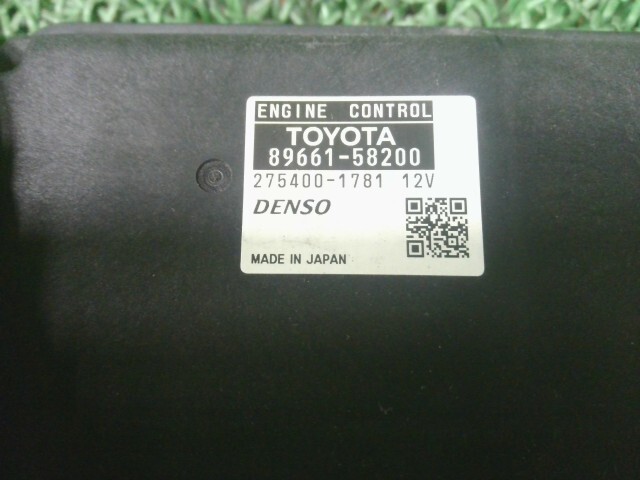 ENGINE CONTROL
TOYOTA
89661-58200
275400-1781 12V
DENSO
MADE IN JAPAN